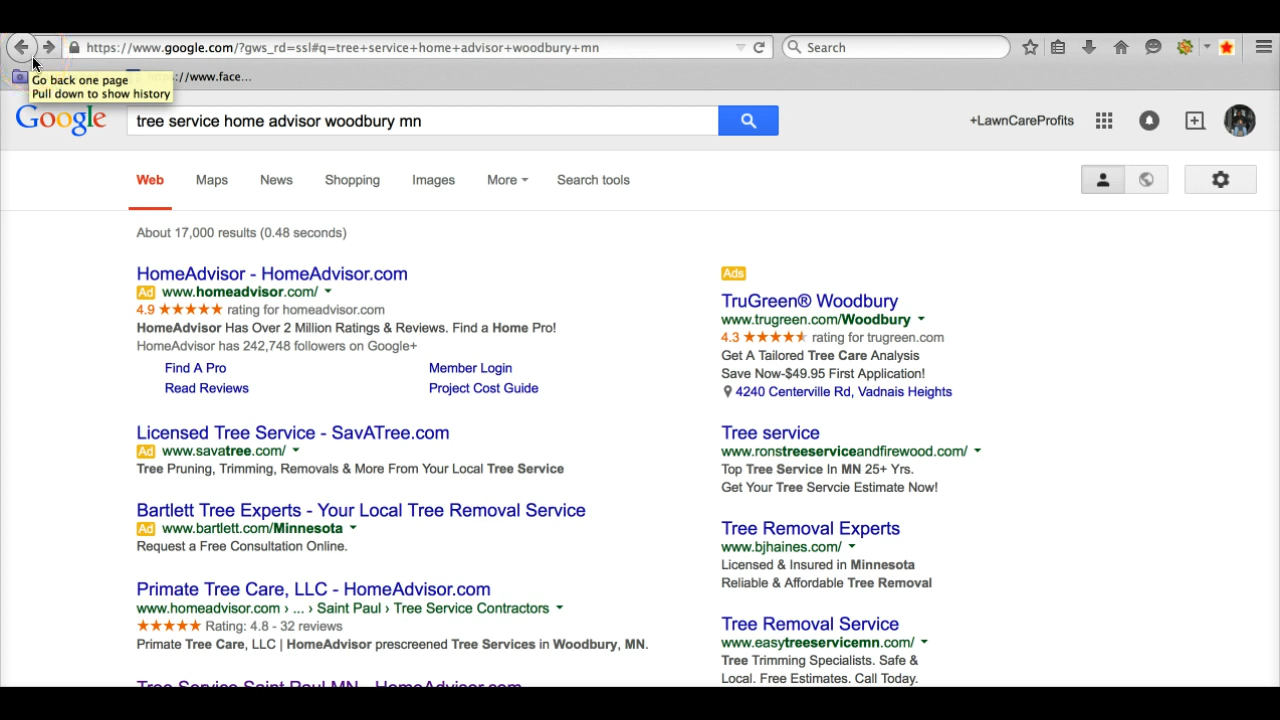 https://www.google.com/?gws_rd=ssl#q=tree+service+home+advisor+woodbury+mn
Search
Go back one page
Pull down to show history
s://www.face...
Google
tree service home advisor woodbury mn
+LawnCareProfits
Web
Maps
News
Shopping
Images
More
Search tools
About 17,000 results (0.48 seconds)
HomeAdvisor - HomeAdvisor.com
Ad www.homeadvisor.com/
4.9 ★★★★★ rating for homeadvisor.com
HomeAdvisor Has Over 2 Million Ratings & Reviews. Find a Home Pro!
HomeAdvisor has 242,748 followers on Google+
Find A Pro
Member Login
Read Reviews
Project Cost Guide
Licensed Tree Service - SavATree.com
Ad www.savatree.com/
Tree Pruning, Trimming, Removals & More From Your Local Tree Service
Bartlett Tree Experts - Your Local Tree Removal Service
Ad www.bartlett.com/Minnesota
Request a Free Consultation Online.
Primate Tree Care, LLC - HomeAdvisor.com
www.homeadvisor.com › ... › Saint Paul › Tree Service Contractors
★★★★★ Rating: 4.8 - 32 reviews
Primate Tree Care, LLC | HomeAdvisor prescreened Tree Services in Woodbury, MN.
Tree Service Saint Paul MN - HomeAdvisor.com
Ads
TruGreen® Woodbury
www.trugreen.com/Woodbury
4.3 ★★★★★ rating for trugreen.com
Get A Tailored Tree Care Analysis
Save Now-$49.95 First Application!
4240 Centerville Rd, Vadnais Heights
Tree service
www.ronstreeserviceandfirewood.com/
Top Tree Service In MN 25+ Yrs.
Get Your Tree Servcie Estimate Now!
Tree Removal Experts
www.bjhaines.com/
Licensed & Insured in Minnesota
Reliable & Affordable Tree Removal
Tree Removal Service
www.easytreeservicemn.com/
Tree Trimming Specialists. Safe &
Local. Free Estimates. Call Today.